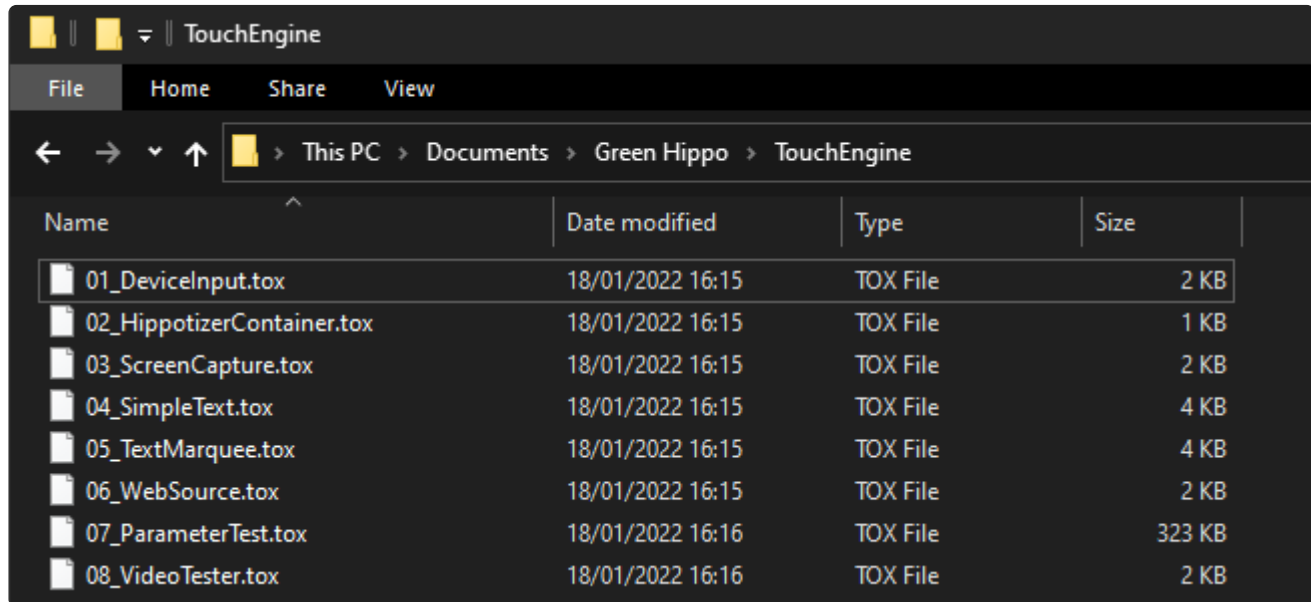 TouchEngine
File Home Share View
This PC > Documents > Green Hippo > TouchEngine
Name Date modified Type Size
01_DeviceInput.tox 18/01/2022 16:15 TOX File 2 KB
02_HippotizerContainer.tox 18/01/2022 16:15 TOX File 1 KB
03_ScreenCapture.tox 18/01/2022 16:15 TOX File 2 KB
04_SimpleText.tox 18/01/2022 16:15 TOX File 4 KB
05_TextMarquee.tox 18/01/2022 16:15 TOX File 4 KB
06_WebSource.tox 18/01/2022 16:15 TOX File 2 KB
07_ParameterTest.tox 18/01/2022 16:16 TOX File 323 KB
08_VideoTester.tox 18/01/2022 16:16 TOX File 2 KB